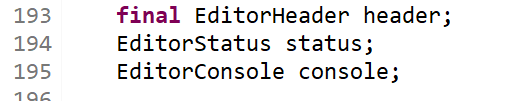 193 final EditorHeader header;
194 EditorStatus status;
195 EditorConsole console;
196